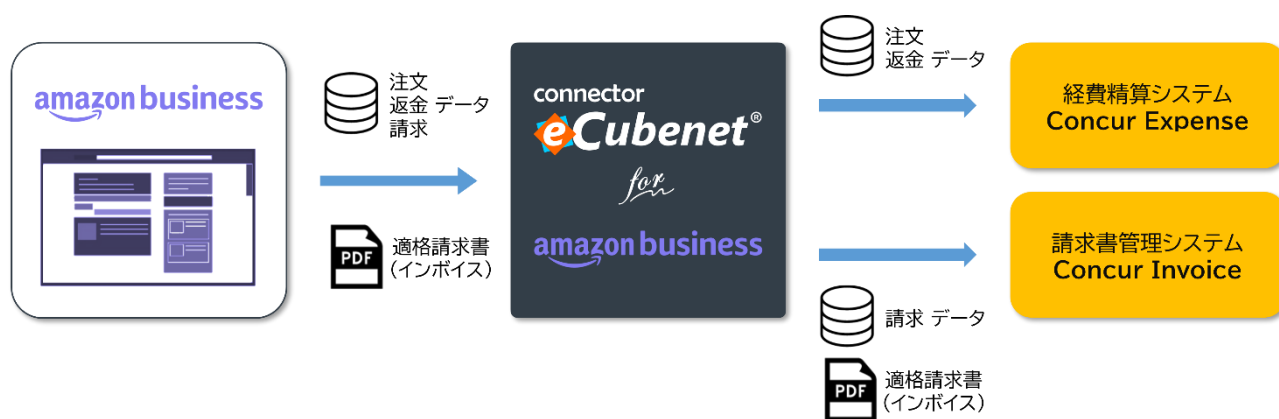 amazon business
注文
返金 データ
請求
PDF
適格請求書
(インボイス)
connector
eCubenet®
for
amazon business
注文
返金 データ
経費精算システム
Concur Expense
請求書管理システム
Concur Invoice
請求 データ
PDF
適格請求書
(インボイス)